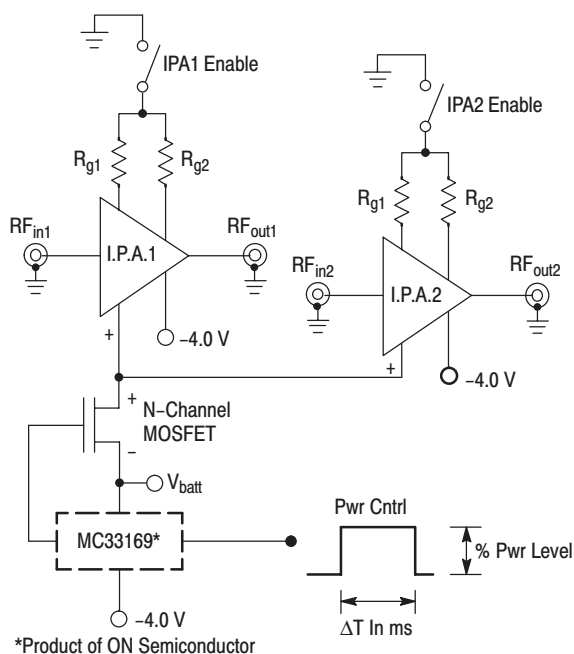 IPA1 Enable
IPA2 Enable
Rg1
Rg2
Rg1
Rg2
RFin1
I.P.A.1
RFout1
RFin2
I.P.A.2
RFout2
+
−4.0 V
+
−4.0 V
+
N−Channel
MOSFET
−
Vbatt
MC33169*
Pwr Cntrl
% Pwr Level
−4.0 V
ΔT In ms
*Product of ON Semiconductor